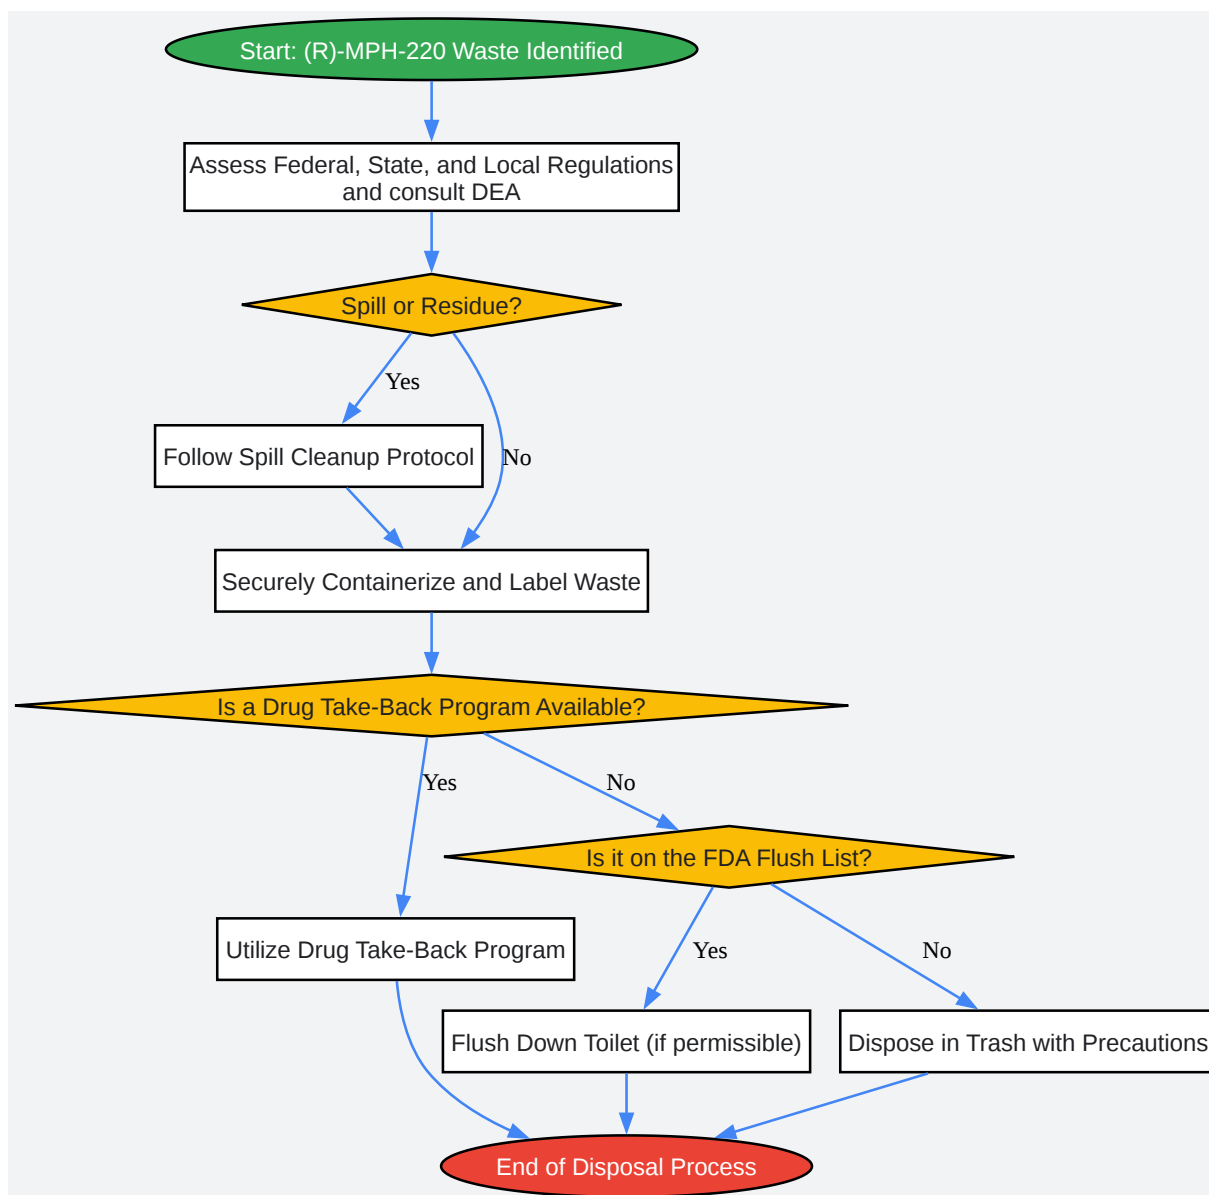 Start: (R)-MPH-220 Waste Identified
Assess Federal, State, and Local Regulations
and consult DEA
Spill or Residue?
Yes
Follow Spill Cleanup Protocol
No
Securely Containerize and Label Waste
Is a Drug Take-Back Program Available?
Yes
No
Is it on the FDA Flush List?
Utilize Drug Take-Back Program
Yes
No
Flush Down Toilet (if permissible)
Dispose in Trash with Precautions
End of Disposal Process